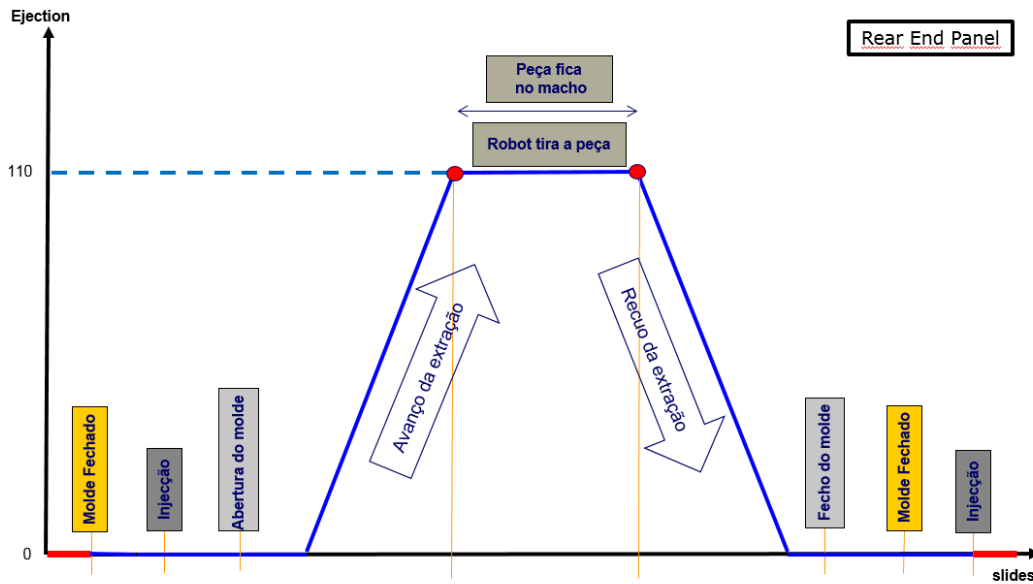 Ejection
Rear End Panel
Peça fica
no macho
Robot tira a peça
110
Avanço da extração
Recuo da extração
Molde Fechado
Injecção
Abertura do molde
Fecho do molde
Molde Fechado
Injecção
0
slides